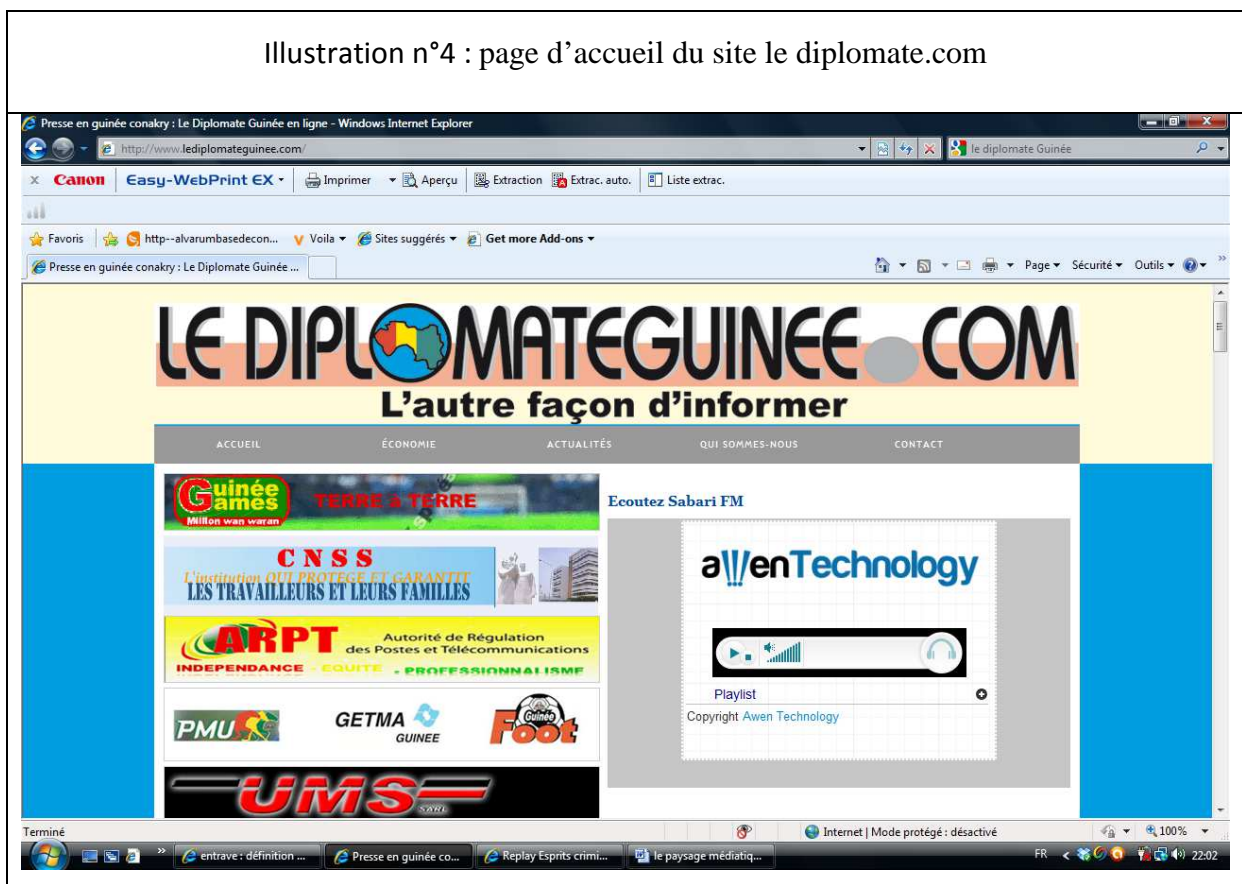 Illustration n°4 : page d'accueil du site le diplomate.com
Presse en guinée conakry : Le Diplomate Guinée en ligne - Windows Internet Explorer
http://www.lediplomateguinee.com/
le diplomate Guinée
x Canon Easy-WebPrint EX Imprimer Aperçu Extraction Extrac. auto. Liste extrac.
Favoris http--alvarumbasedecon... Voila Sites suggérés Get more Add-ons
Presse en guinée conakry : Le Diplomate Guinée ...
Page Sécurité Outils
LE DIPLOMATEGUINEE.COM
L'autre façon d'informer
ACCUEIL ÉCONOMIE ACTUALITÉS QUI SOMMES-NOUS CONTACT
Guinée Games
Million wan waran
TERRE à TERRE
Ecoutez Sabari FM
CNSS
L'institution QUI PROTEGE ET GARANTIT
LES TRAVAILLEURS ET LEURS FAMILLES
awenTechnology
ARPT
Autorité de Régulation
des Postes et Télécommunications
INDEPENDANCE - EQUITE - PROFESSIONNALISME
Playlist
Copyright Awen Technology
PMU
GETMA
GUINEE
Guinée
Foot
UMS
SARL
Terminé
Internet | Mode protégé : désactivé
100%
entrave : définition ...
Presse en guinée co...
Replay Esprits crimi...
le paysage médiatiq...
FR
22:02